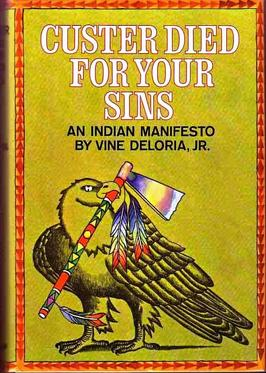 CUSTER DIED
FOR YOUR
SINS
AN INDIAN MANIFESTO
BY VINE DELORIA, JR.